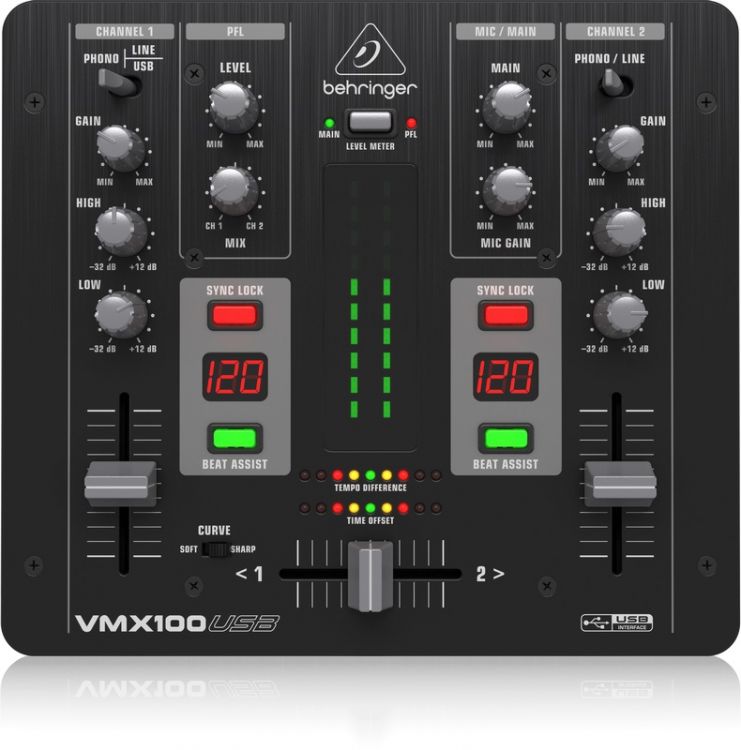 CHANNEL 1
PHONO
LINE
USB
GAIN
MIN MAX
HIGH
-32 dB +12 dB
LOW
-32 dB +12 dB
PFL
LEVEL
MIN MAX
CH 1 CH 2
MIX
behringer
MAIN
PFL
LEVEL METER
MIC / MAIN
MAIN
MIN MAX
MIN MAX
MIC GAIN
CHANNEL 2
PHONO / LINE
GAIN
MIN MAX
HIGH
-32 dB +12 dB
LOW
-32 dB +12 dB
SYNC LOCK
120
BEAT ASSIST
SYNC LOCK
120
BEAT ASSIST
TEMPO DIFFERENCE
TIME OFFSET
CURVE
SOFT SHARP
< 1
2 >
VMX100USB
USB
INTERFACE